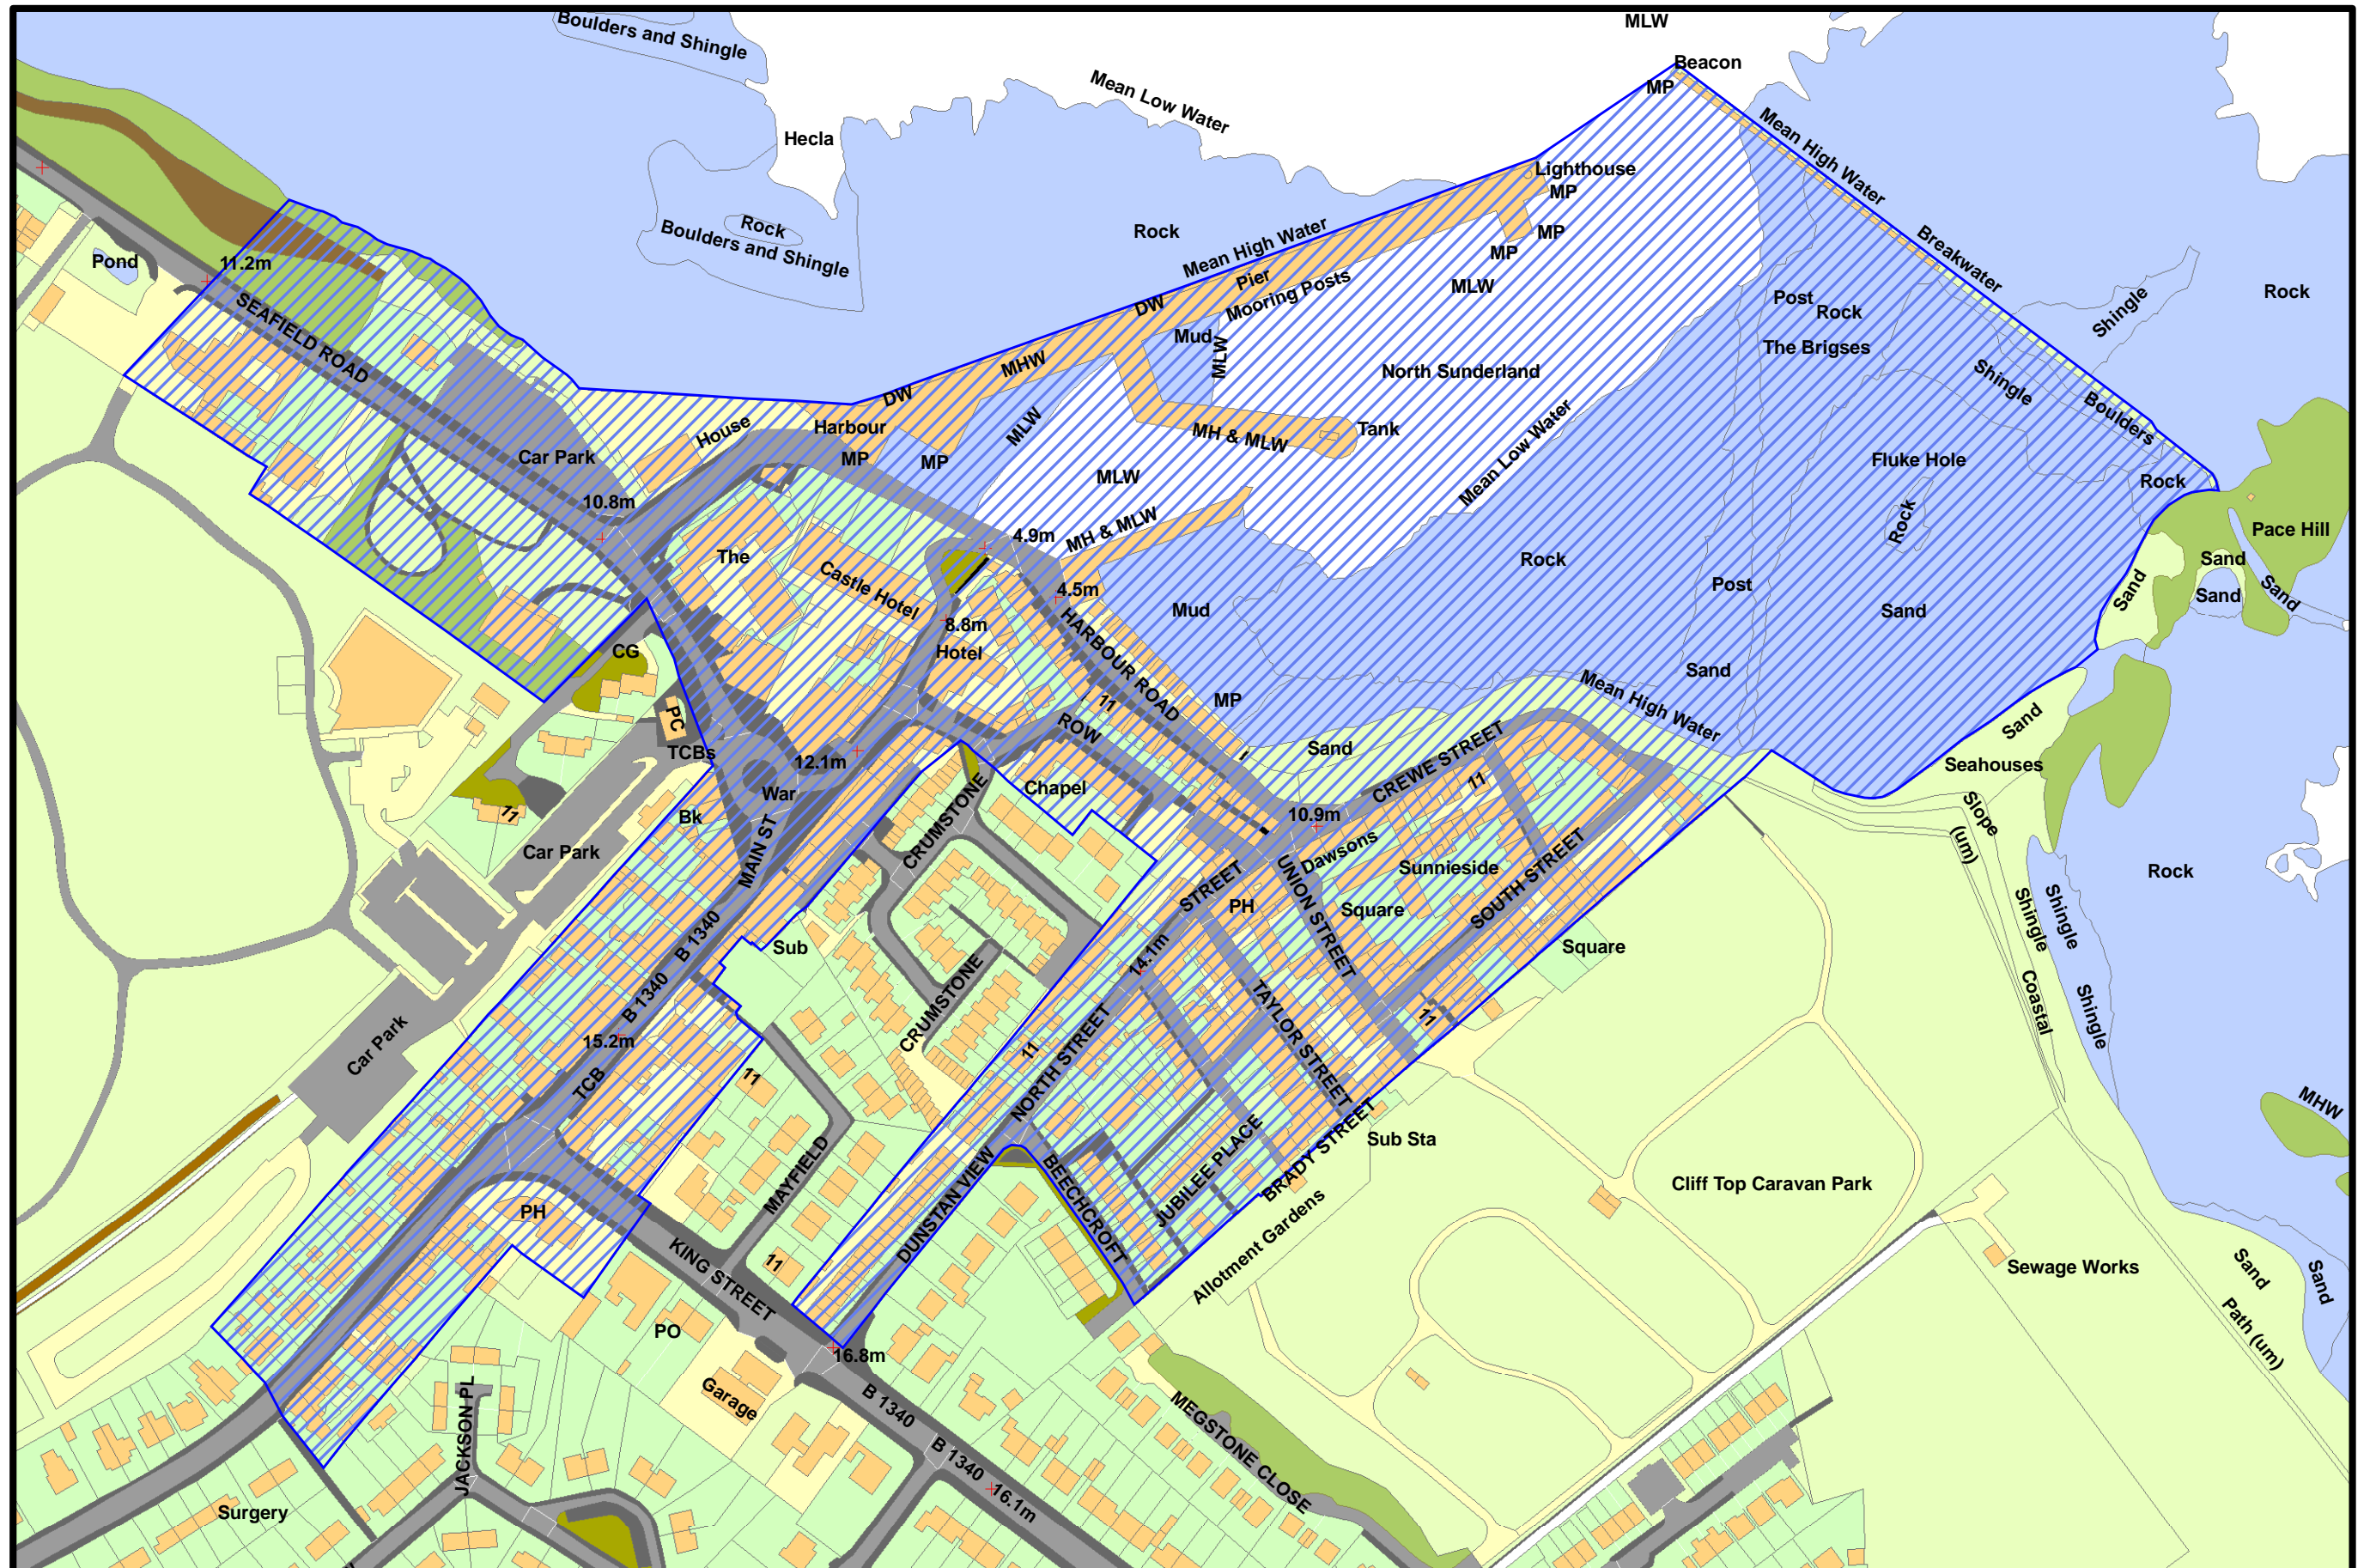 Boulders and Shingle
MLW
Beacon
MP
Mean Low Water
Hecla
Mean High Water
Lighthouse
MP
MP
MP
Rock
Rock
Boulders and Shingle
Mean High Water
Pier
Mooring Posts
DW
MLW
Breakwater
Pond
11.2m
SEAFIELD ROAD
Mud
MLW
MHW
DW
Post
Rock
The Brigses
Shingle
Rock
Shingle
Boulders
North Sunderland
House
Harbour
MLW
MH & MLW
Tank
Mean Low Water
Car Park
MP
MP
MLW
Fluke Hole
Rock
Rock
10.8m
4.9m
MH & MLW
The
Castle Hotel
4.5m
Rock
Post
Pace Hill
Sand
Sand
Sand
Sand
Mud
Sand
8.8m
Hotel
HARBOUR ROAD
CG
PC
TCBs
11
ROW
MP
Sand
Mean High Water
Sand
Sand
Seahouses
12.1m
War
Bk
MAIN ST
Chapel
CRUMSTONE
CREWE STREET
11
10.9m
Dawsons
Sunnieside
Slope
(um)
11
Car Park
UNION STREET
STREET
PH
Square
SOUTH STREET
Square
Rock
Shingle
Shingle
Coastal
Shingle
B 1340
B 1340
Sub
CRUMSTONE
14.1m
TAYLOR STREET
11
15.2m
TCB
Car Park
11
11
NORTH STREET
MAYFIELD
DUNSTAN VIEW
BEECHCROFT
JUBILEE PLACE
BRADY STREET
Sub Sta
Allotment Gardens
MHW
Cliff Top Caravan Park
Sewage Works
PH
KING STREET
11
PO
16.8m
Garage
B 1340
B 1340
16.1m
MEGSTONE CLOSE
JACKSON PL
Surgery
Sand
Sand
Path (um)